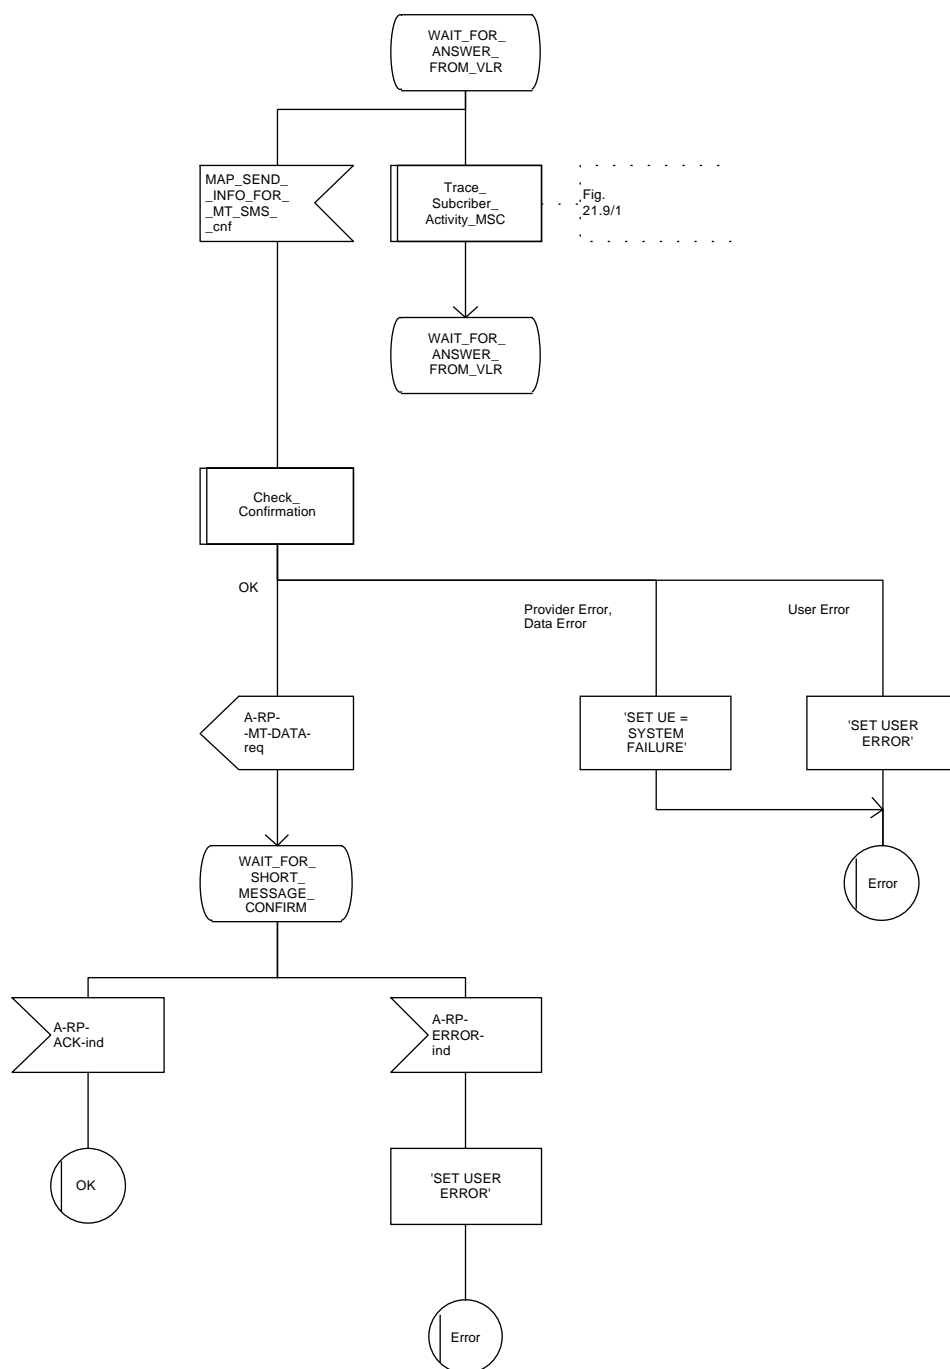 WAIT_FOR_
ANSWER_
FROM_VLR
MAP_SEND_
_INFO_FOR_
_MT_SMS_
_cnf
Trace_
Subcriber_
Activity_MSC
Fig.
21.9/1
WAIT_FOR_
ANSWER_
FROM_VLR
Check_
Confirmation
OK
Provider Error,
Data Error
User Error
A-RP-
-MT-DATA-
req
'SET UE =
SYSTEM
FAILURE'
'SET USER
ERROR'
WAIT_FOR_
SHORT_
MESSAGE_
CONFIRM
Error
A-RP-
ACK-ind
A-RP-
ERROR-
ind
OK
'SET USER
ERROR'
Error